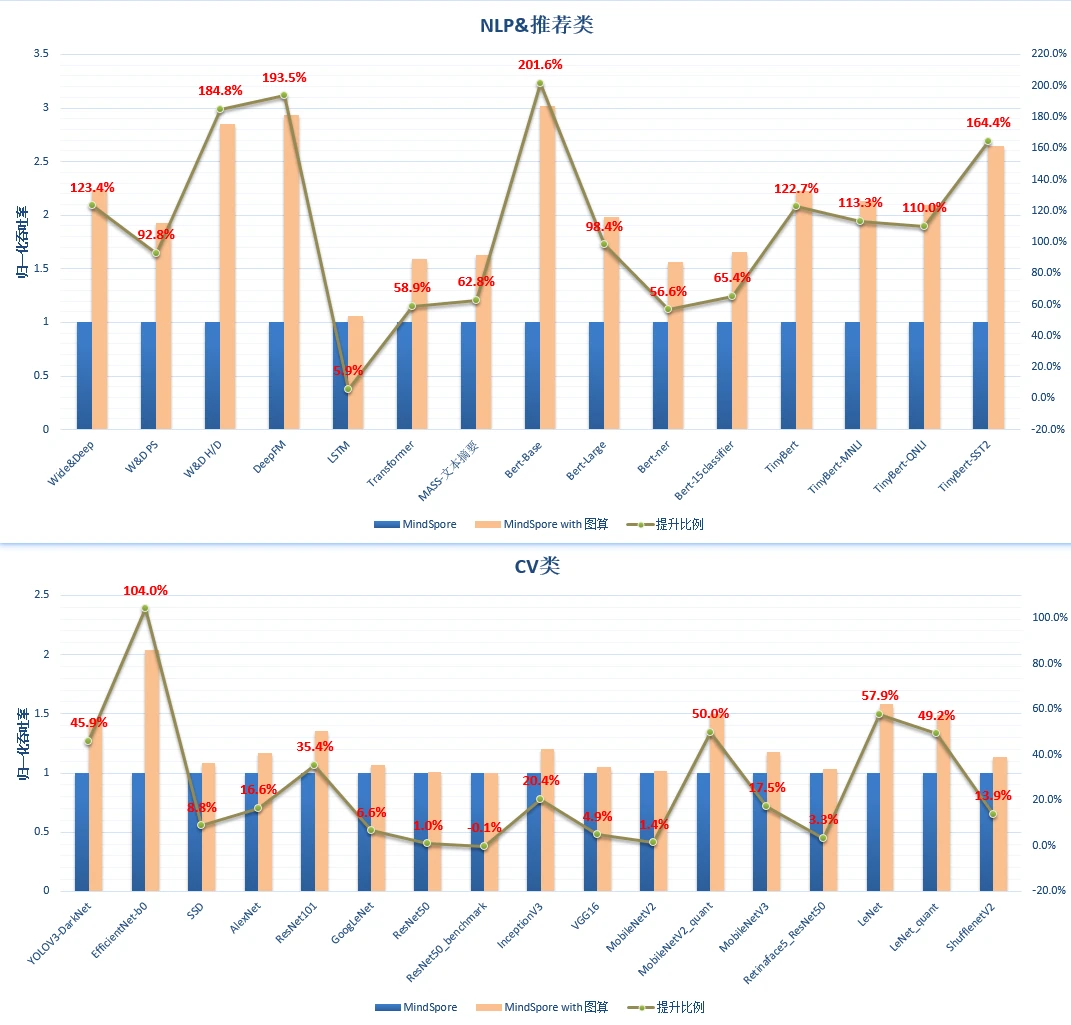 NLP&推荐类
3.5
3
2.5
2
1.5
1
0.5
0
归一化吞吐率
220.0%
200.0%
180.0%
160.0%
140.0%
120.0%
100.0%
80.0%
60.0%
40.0%
20.0%
0.0%
-20.0%
123.4%
92.8%
184.8%
193.5%
5.9%
58.9%
62.8%
201.6%
98.4%
56.6%
65.4%
122.7%
113.3%
110.0%
164.4%
Wide&Deep
W&D PS
W&D H/D
DeepFM
LSTM
Transformer
MASS-文本摘要
Bert-Base
Bert-Large
Bert-ner
Bert-15classifier
TinyBert
TinyBert-MNLI
TinyBert-QNLI
TinyBert-SST2
MindSpore MindSpore with 图算 提升比例
CV类
2.5
2
1.5
1
0.5
0
归一化吞吐率
100.0%
80.0%
60.0%
40.0%
20.0%
0.0%
-20.0%
45.9%
104.0%
8.8%
16.6%
35.4%
6.6%
1.0%
-0.1%
20.4%
4.9%
1.4%
50.0%
17.5%
3.3%
57.9%
49.2%
13.9%
YOLOV3-DarkNet
EfficientNet-b0
SSD
AlexNet
ResNet101
GoogLeNet
ResNet50
ResNet50_benchmark
InceptionV3
VGG16
MobileNetV2
MobileNetV2_quant
MobileNetV3
Retinaface5_ResNet50
LeNet
LeNet_quant
ShufflenetV2
MindSpore MindSpore with 图算 提升比例